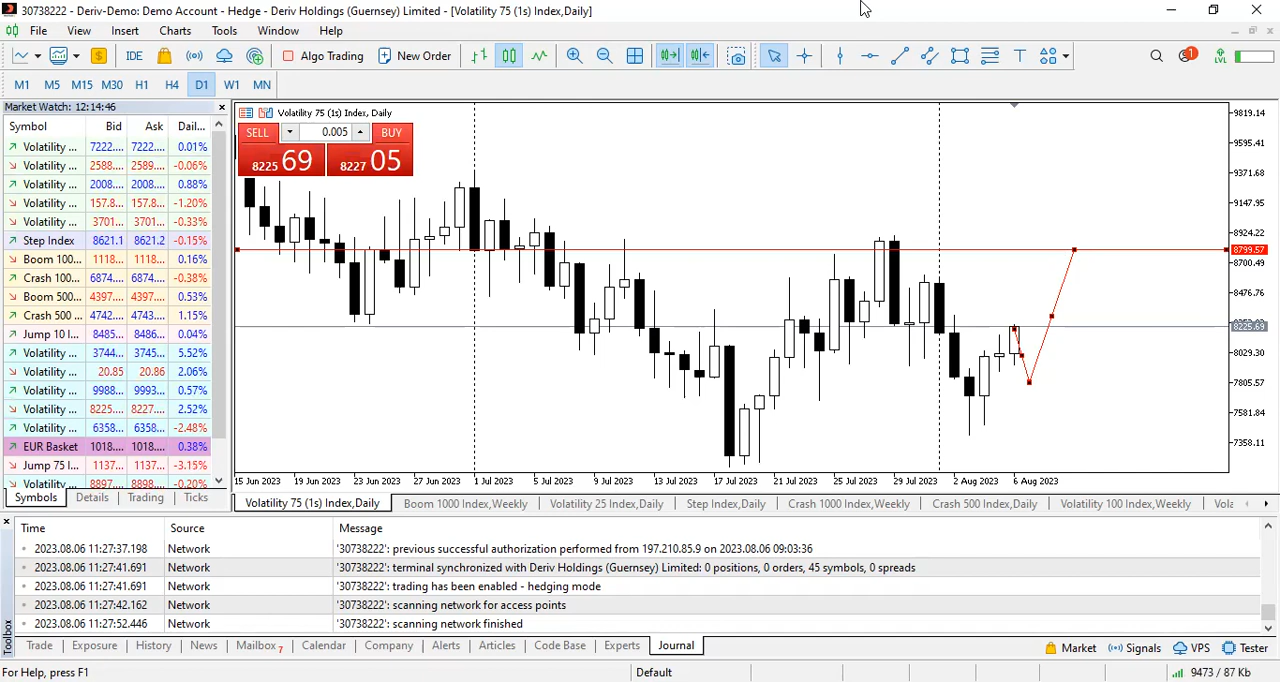 30738222 - Deriv-Demo: Demo Account - Hedge - Deriv Holdings (Guernsey) Limited - [Volatility 75 (1s) Index,Daily]
File View Insert Charts Tools Window Help
IDE Algo Trading New Order 1 LVL
M1 M5 M15 M30 H1 H4 D1 W1 MN
Market Watch: 12:14:46
Symbol Bid Ask Dail...
Volatility ... 7222.... 7222.... 0.01%
Volatility ... 2588.... 2589.... -0.06%
Volatility ... 2008.... 2008.... 0.88%
Volatility ... 157.8... 157.8... -1.20%
Volatility ... 3701.... 3701.... -0.33%
Step Index 8621.1 8621.2 -0.15%
Boom 100... 1118... 1118... 0.16%
Crash 100... 6874.... 6874.... -0.38%
Boom 500... 4397.... 4397.... 0.53%
Crash 500 ... 4742.... 4743.... 1.15%
Jump 10 I... 8485.... 8486.... 0.04%
Volatility ... 3744.... 3745.... 5.52%
Volatility ... 20.85 20.86 2.06%
Volatility ... 9988.... 9993.... 0.57%
Volatility ... 8225.... 8227.... 2.52%
Volatility ... 6358.... 6358.... -2.48%
EUR Basket 1018.... 1018.... 0.38%
Jump 75 I... 1137... 1137... -3.15%
Volatility ... 8897.... 8898.... -0.20%
Symbols Details Trading Ticks
Volatility 75 (1s) Index, Daily
SELL 0.005 BUY
8225 69 8227 05
9819.14
9595.41
9371.68
9147.95
8924.22
8799.57
8700.49
8476.76
8225.69
8029.30
7805.57
7581.84
7358.11
15 Jun 2023 19 Jun 2023 23 Jun 2023 27 Jun 2023 1 Jul 2023 5 Jul 2023 9 Jul 2023 13 Jul 2023 17 Jul 2023 21 Jul 2023 25 Jul 2023 29 Jul 2023 2 Aug 2023 6 Aug 2023
Volatility 75 (1s) Index,Daily Boom 1000 Index,Weekly Volatility 25 Index,Daily Step Index,Daily Crash 1000 Index,Weekly Crash 500 Index,Daily Volatility 100 Index,Weekly Vola
Time Source Message
2023.08.06 11:27:37.198 Network '30738222': previous successful authorization performed from 197.210.85.9 on 2023.08.06 09:03:36
2023.08.06 11:27:41.691 Network '30738222': terminal synchronized with Deriv Holdings (Guernsey) Limited: 0 positions, 0 orders, 45 symbols, 0 spreads
2023.08.06 11:27:41.691 Network '30738222': trading has been enabled - hedging mode
2023.08.06 11:27:42.162 Network '30738222': scanning network for access points
2023.08.06 11:27:52.446 Network '30738222': scanning network finished
Toolbox
Trade Exposure History News Mailbox 7 Calendar Company Alerts Articles Code Base Experts Journal Market Signals VPS Tester
For Help, press F1 Default 9473 / 87 Kb